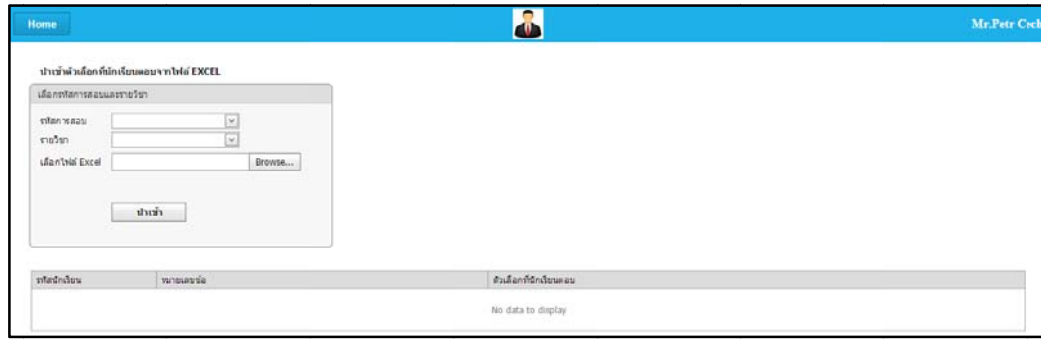 Home
Mr.Petr Cech
นำเข้าตัวเลือกที่นักเรียนตอบจากไฟล์ EXCEL
เลือกรหัสการสอบและรายวิชา
รหัสการสอบ
รายวิชา
เลือกไฟล์ Excel Browse...
นำเข้า
รหัสนักเรียน หมายเลขข้อ ตัวเลือกที่นักเรียนตอบ
No data to display